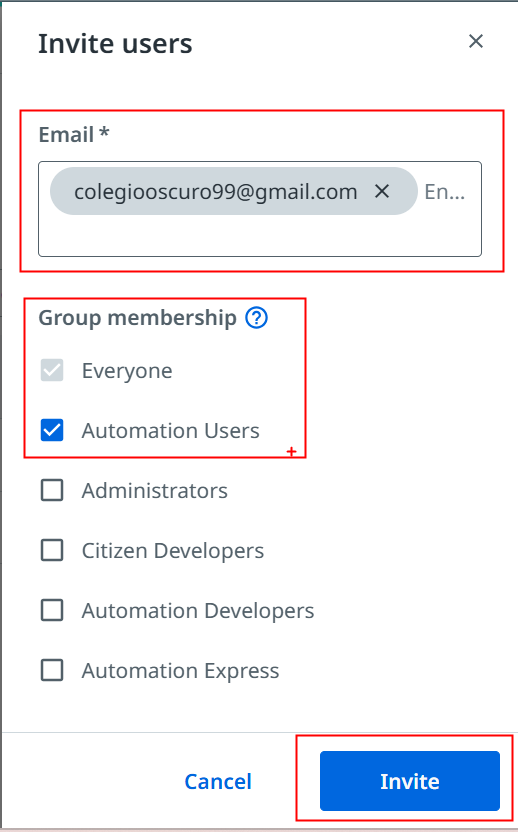 Invite users
Email *
colegiooscuro99@gmail.com En...
Group membership
Everyone
Automation Users
Administrators
Citizen Developers
Automation Developers
Automation Express
Cancel Invite